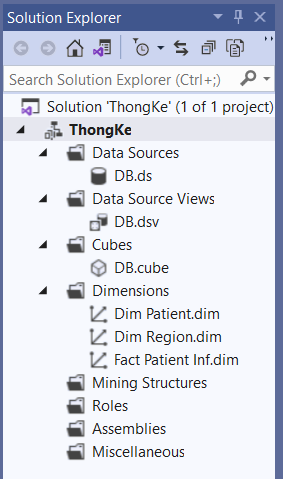 Solution Explorer
Search Solution Explorer (Ctrl+;)
Solution 'ThongKe' (1 of 1 project)
ThongKe
Data Sources
DB.ds
Data Source Views
DB.dsv
Cubes
DB.cube
Dimensions
Dim Patient.dim
Dim Region.dim
Fact Patient Inf.dim
Mining Structures
Roles
Assemblies
Miscellaneous